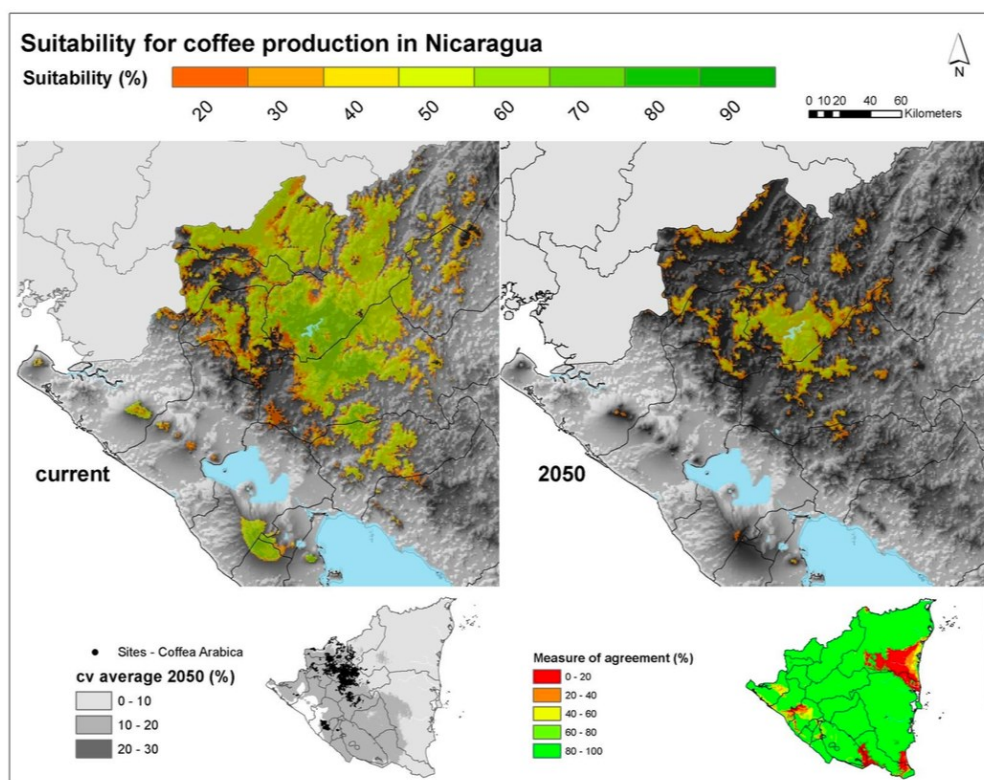 Suitability for coffee production in Nicaragua
Suitability (%)
20 30 40 50 60 70 80 90
N
0 10 20 40 60
Kilometers
current
2050
Sites - Coffea Arabica
cv average 2050 (%)
0 - 10
10 - 20
20 - 30
Measure of agreement (%)
0 - 20
20 - 40
40 - 60
60 - 80
80 - 100